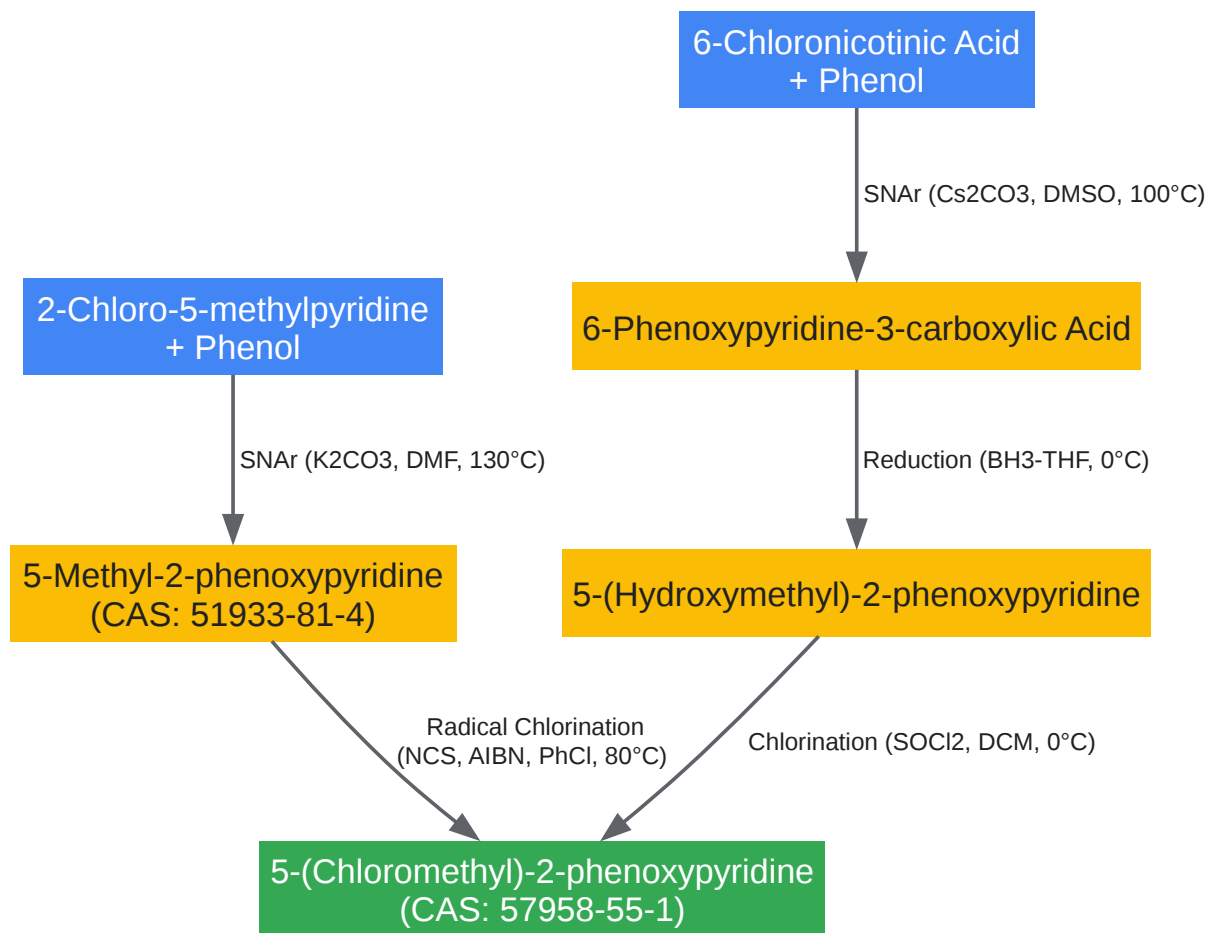 6-Chloronicotinic Acid
+ Phenol
SNAr (Cs2CO3, DMSO, 100°C)
2-Chloro-5-methylpyridine
+ Phenol
6-Phenoxypyridine-3-carboxylic Acid
SNAr (K2CO3, DMF, 130°C)
Reduction (BH3-THF, 0°C)
5-Methyl-2-phenoxypyridine
(CAS: 51933-81-4)
5-(Hydroxymethyl)-2-phenoxypyridine
Radical Chlorination
(NCS, AIBN, PhCl, 80°C)
Chlorination (SOCl2, DCM, 0°C)
5-(Chloromethyl)-2-phenoxypyridine
(CAS: 57958-55-1)